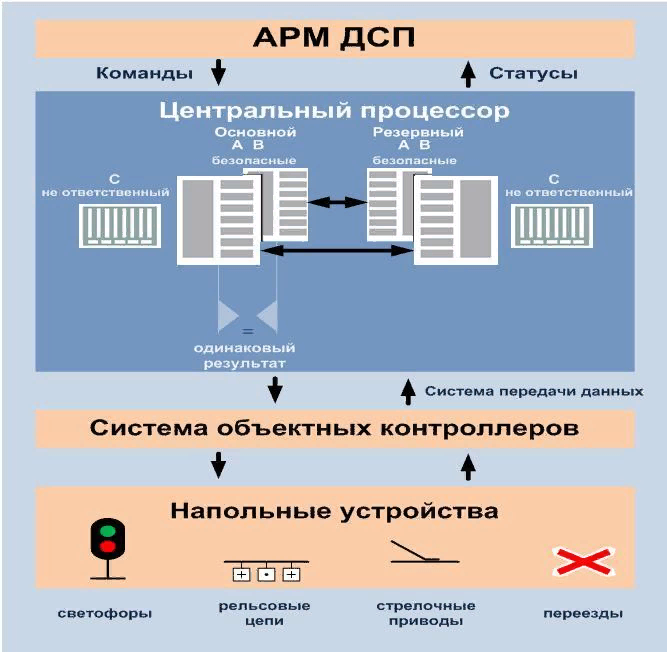 АРМ ДСП
Команды
Статусы
Центральный процессор
Основной
А В
безопасные
Резервный
А В
безопасные
С
не ответственный
С
не ответственный
=
одинаковый
результат
Система передачи данных
Система объектных контроллеров
Напольные устройства
светофоры
рельсовые
цепи
стрелочные
приводы
переезды